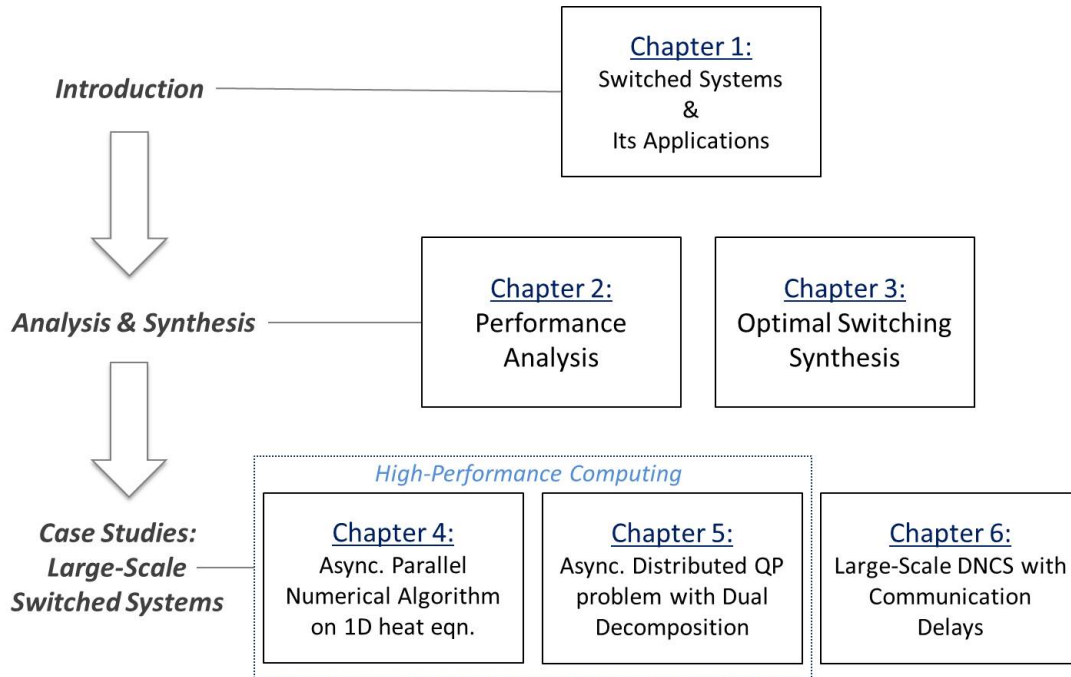 Introduction
Chapter 1:
Switched Systems
&
Its Applications
Analysis & Synthesis
Chapter 2:
Performance
Analysis
Chapter 3:
Optimal Switching
Synthesis
Case Studies:
Large-Scale
Switched Systems
High-Performance Computing
Chapter 4:
Async. Parallel
Numerical Algorithm
on 1D heat eqn.
Chapter 5:
Async. Distributed QP
problem with Dual
Decomposition
Chapter 6:
Large-Scale DNCS with
Communication
Delays